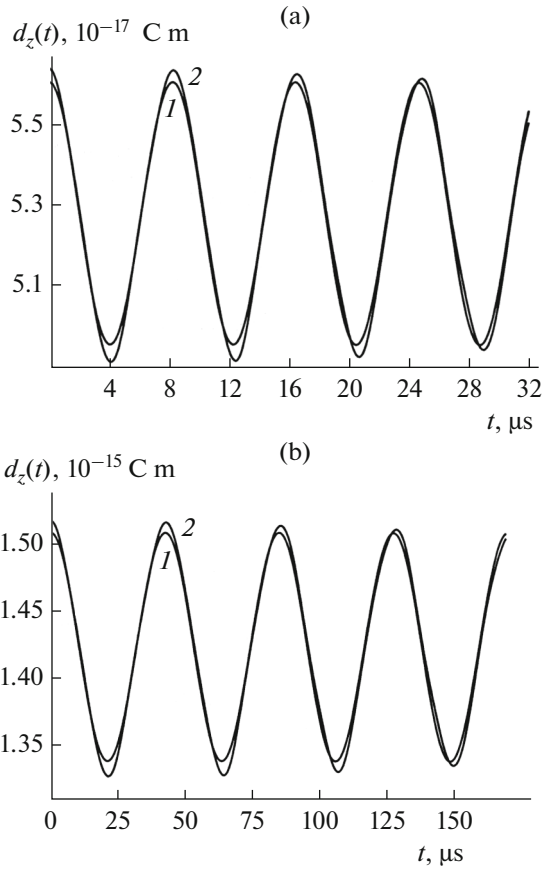 (a)
d_z(t), 10⁻¹⁷ C m
2
1
5.5
5.3
5.1
4 8 12 16 20 24 28 32
t, μs
(b)
d_z(t), 10⁻¹⁵ C m
2
1
1.50
1.45
1.40
1.35
0 25 50 75 100 125 150
t, μs